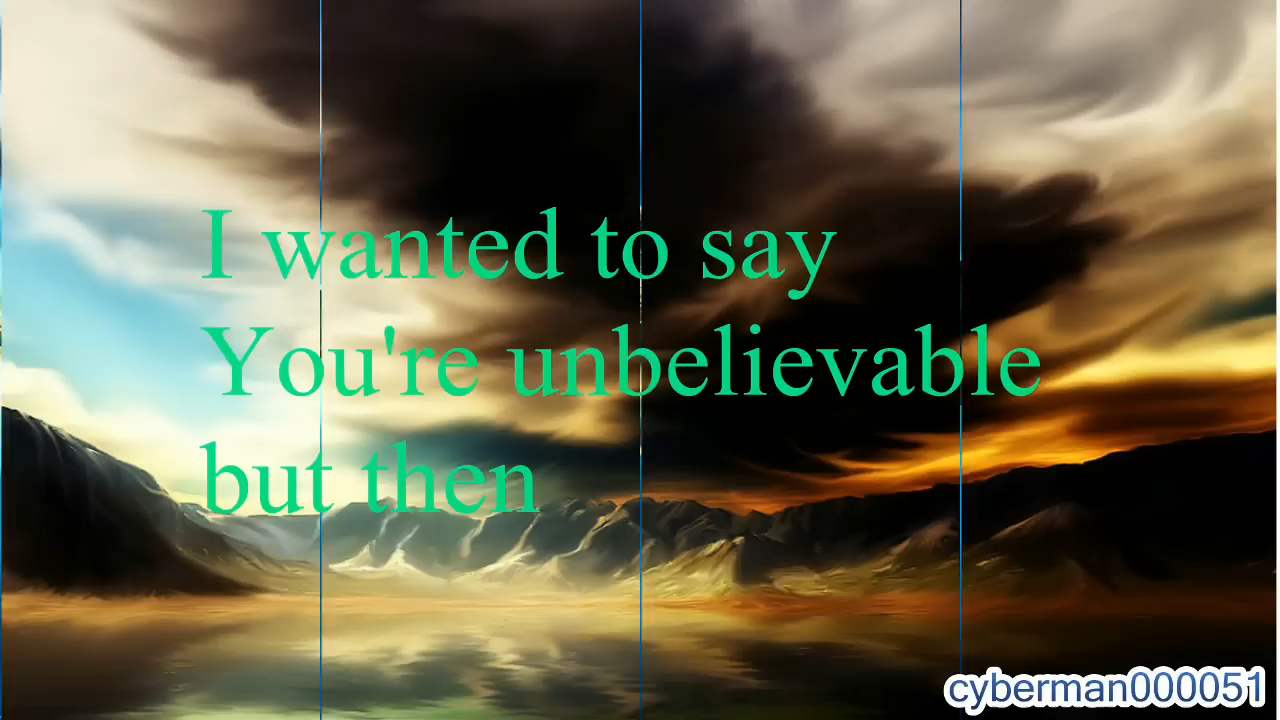 I wanted to say
You're unbelievable
but then
cyberman000051